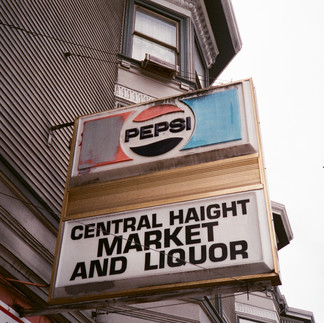 PEPSI
CENTRAL HAIGHT
MARKET
AND LIQUOR